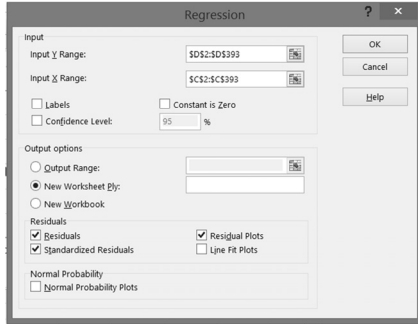 Regression
? ×
Input
Input Y Range: $D$2:$D$393
Input X Range: $C$2:$C$393
Labels Constant is Zero
Confidence Level: 95 %
OK
Cancel
Help
Output options
Output Range:
New Worksheet Ply:
New Workbook
Residuals
Residuals Residual Plots
Standardized Residuals Line Fit Plots
Normal Probability
Normal Probability Plots